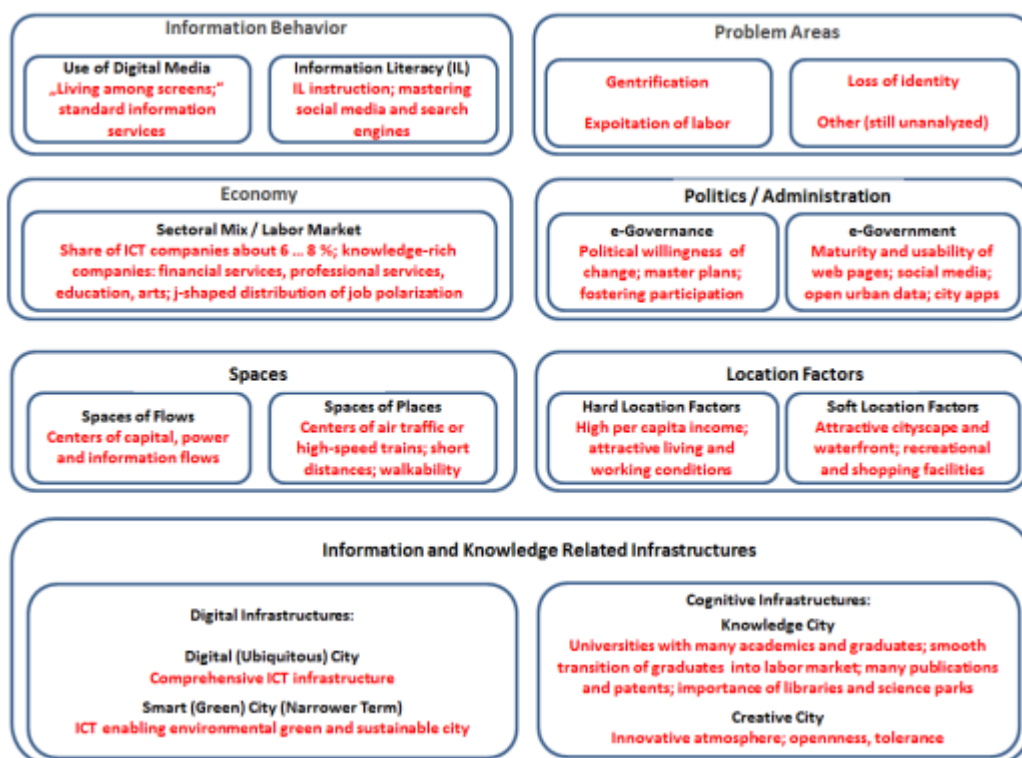 Information Behavior
Use of Digital Media
„Living among screens;“
standard information
services
Information Literacy (IL)
IL instruction; mastering
social media and search
engines
Problem Areas
Gentrification
Expoitation of labor
Loss of identity
Other (still unanalyzed)
Economy
Sectoral Mix / Labor Market
Share of ICT companies about 6 ... 8 %; knowledge-rich
companies: financial services, professional services,
education, arts; j-shaped distribution of job polarization
Politics / Administration
e-Governance
Political willingness of
change; master plans;
fostering participation
e-Government
Maturity and usability of
web pages; social media;
open urban data; city apps
Spaces
Spaces of Flows
Centers of capital, power
and information flows
Spaces of Places
Centers of air traffic or
high-speed trains; short
distances; walkability
Location Factors
Hard Location Factors
High per capita income;
attractive living and
working conditions
Soft Location Factors
Attractive cityscape and
waterfront; recreational
and shopping facilities
Information and Knowledge Related Infrastructures
Digital Infrastructures:
Digital (Ubiquitous) City
Comprehensive ICT infrastructure
Smart (Green) City (Narrower Term)
ICT enabling environmental green and sustainable city
Cognitive Infrastructures:
Knowledge City
Universities with many academics and graduates; smooth
transition of graduates into labor market; many publications
and patents; importance of libraries and science parks
Creative City
Innovative atmosphere; opennness, tolerance